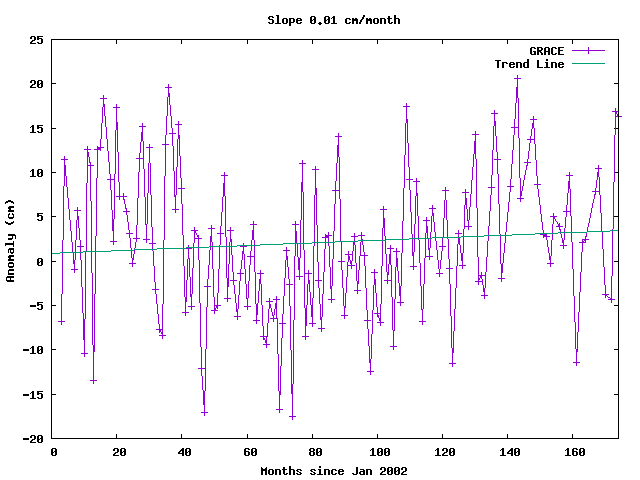 Slope 0.01 cm/month
GRACE
Trend Line
25
20
15
10
5
0
-5
-10
-15
-20
Anomaly (cm)
0 20 40 60 80 100 120 140 160
Months since Jan 2002